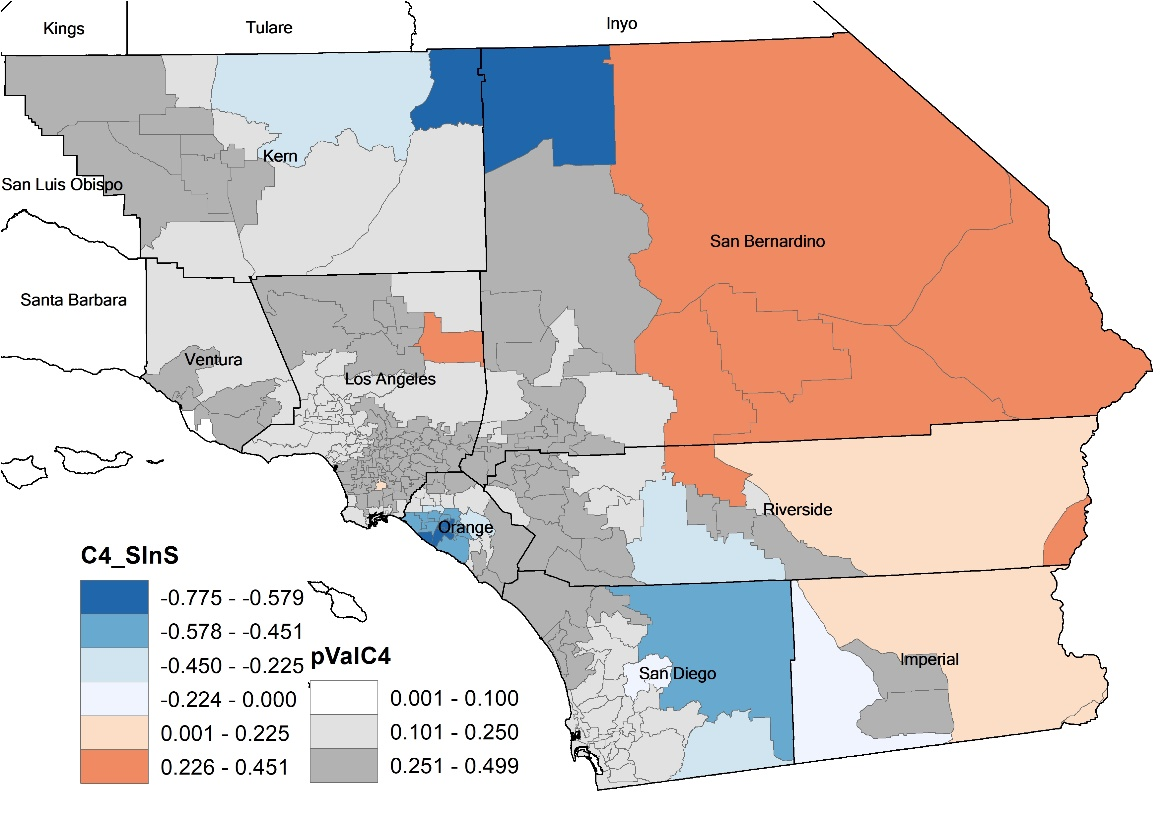 Kings
Tulare
Inyo
Kern
San Luis Obispo
San Bernardino
Santa Barbara
Ventura
Los Angeles
Riverside
Orange
San Diego
Imperial
C4_SInS
-0.775 - -0.579
-0.578 - -0.451
-0.450 - -0.225
-0.224 - 0.000
0.001 - 0.225
0.226 - 0.451
pValC4
0.001 - 0.100
0.101 - 0.250
0.251 - 0.499